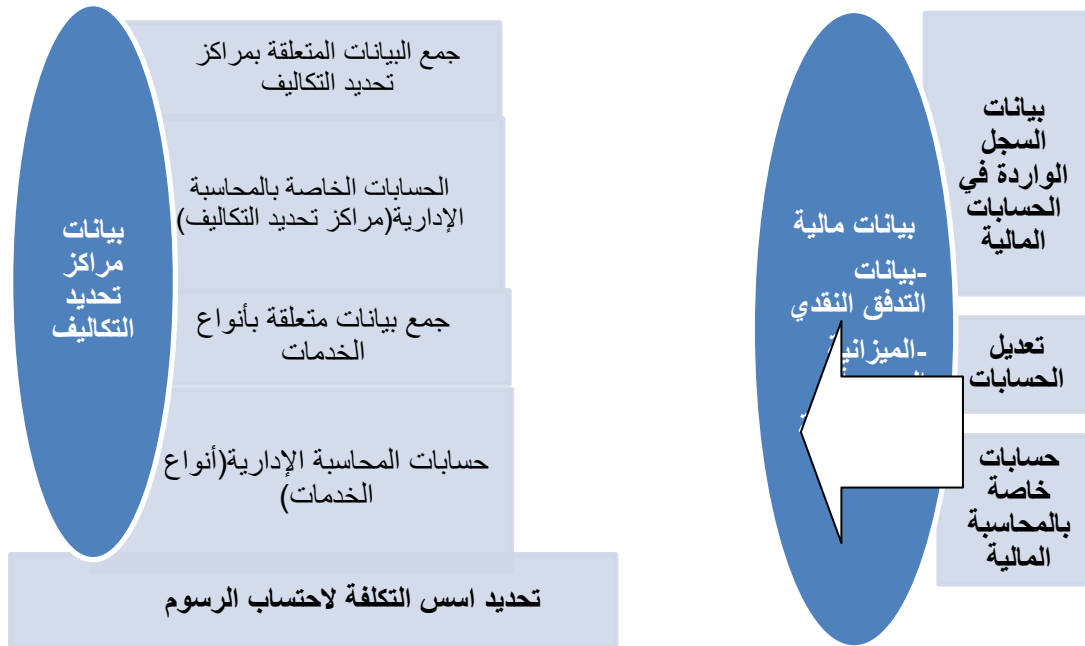 بيانات
السجل
الواردة في
الحسابات
المالية
تعديل
الحسابات
حسابات
خاصة
بالمحاسبة
المالية
بيانات مالية
-بيانات
التدفق النقدي
جمع البيانات المتعلقة بمراكز
تحديد التكاليف
الحسابات الخاصة بالمحاسبة
الإدارية(مراكز تحديد التكاليف)
جمع بيانات متعلقة بأنواع
الخدمات
حسابات المحاسبة الإدارية(أنواع
الخدمات)
بيانات
مراكز
تحديد
التكاليف
تحديد اسس التكلفة لاحتساب الرسوم